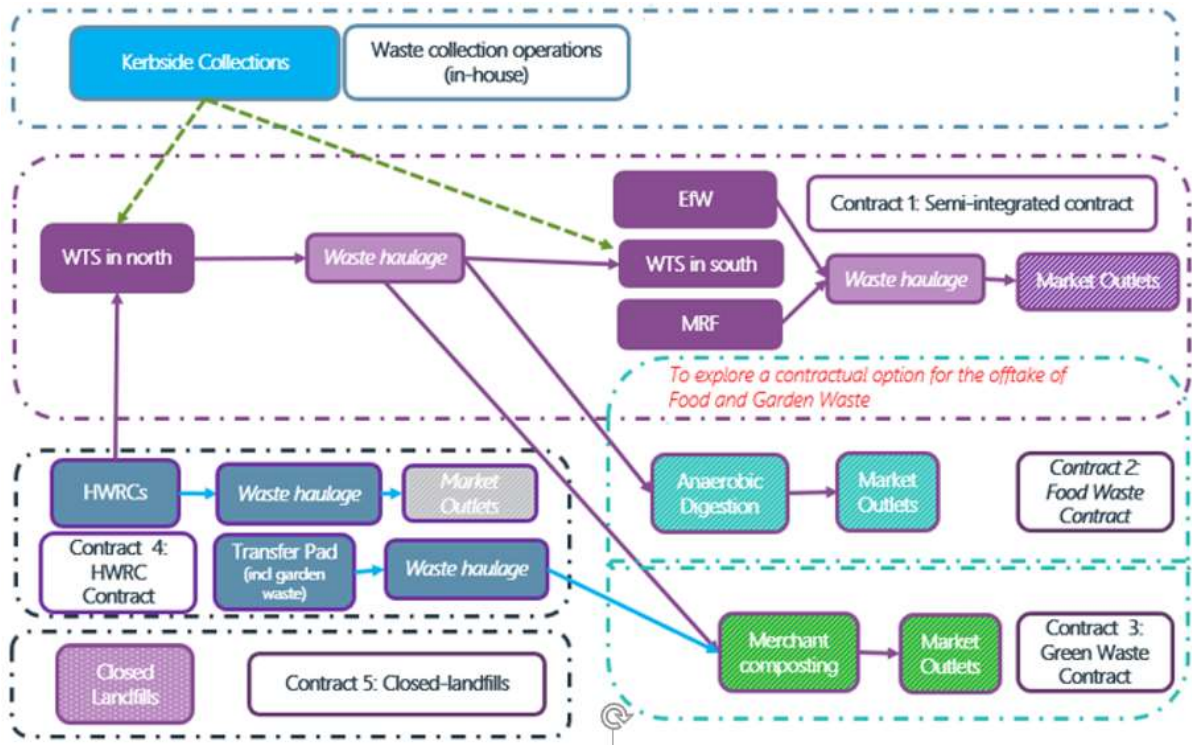 Kerbside Collections
Waste collection operations
(in-house)
EfW
Contract 1: Semi-integrated contract
WTS in north
Waste haulage
WTS in south
Waste haulage
Market Outlets
MRF
To explore a contractual option for the offtake of
Food and Garden Waste
HWRCs
Waste haulage
Market
Outlets
Anaerobic
Digestion
Market
Outlets
Contract 2:
Food Waste
Contract
Contract 4:
HWRC
Contract
Transfer Pad
(incl garden
waste)
Waste haulage
Merchant
composting
Market
Outlets
Contract 3:
Green Waste
Contract
Closed
Landfills
Contract 5: Closed-landfills